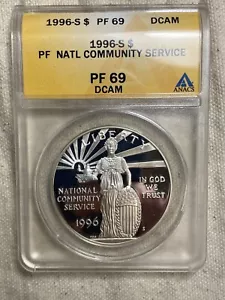 1996-S $ PF 69 DCAM
1996-S $
PF NATL COMMUNITY SERVICE
PF 69
DCAM
ANACS
LIBERTY
NATIONAL
COMMUNITY
SERVICE
IN GOD
WE
TRUST
1996
S